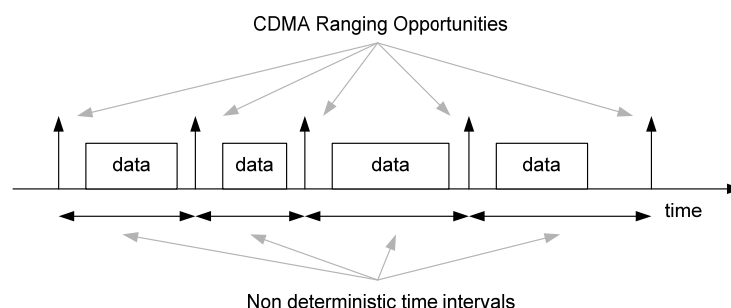 CDMA Ranging Opportunities
data data data data
time
Non deterministic time intervals